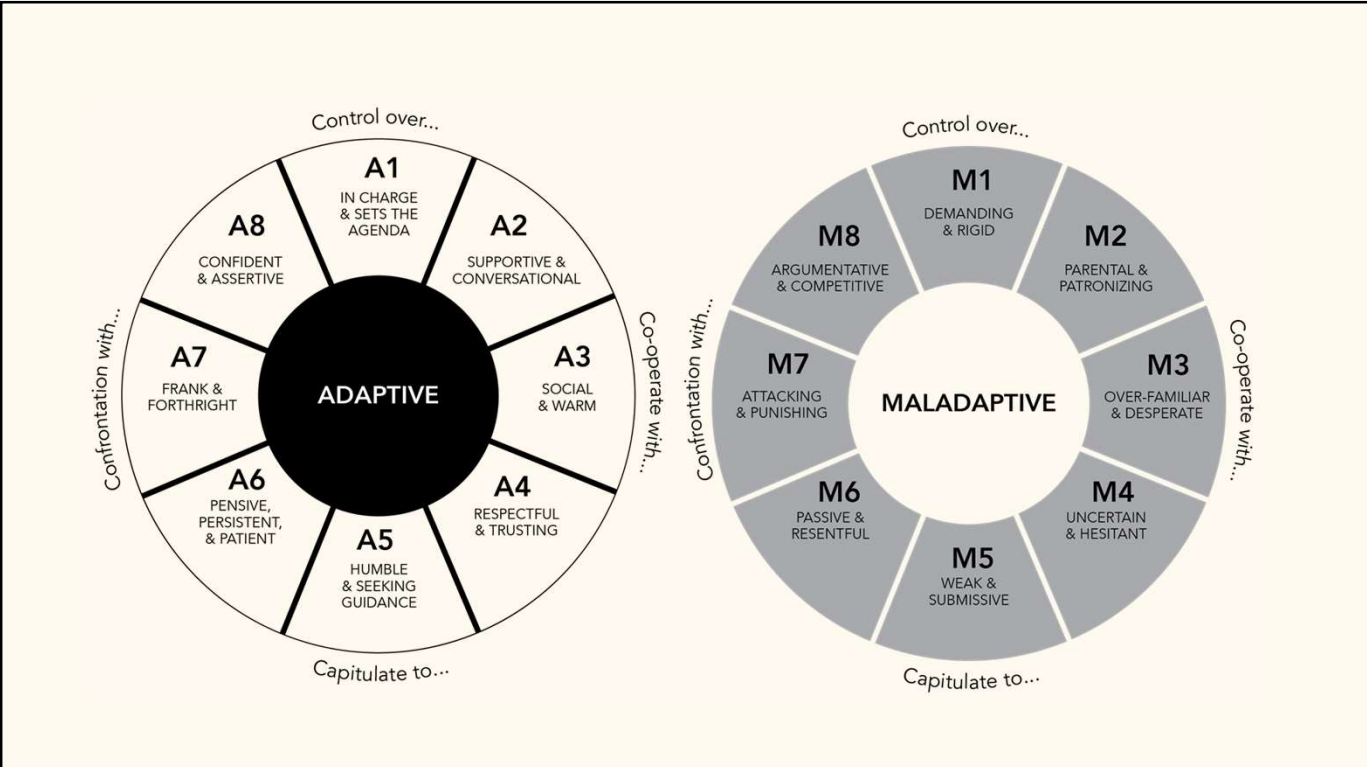 Control over...
A1
IN CHARGE
& SETS THE
AGENDA
A2
SUPPORTIVE &
CONVERSATIONAL
Co-operate with...
A3
SOCIAL
& WARM
A4
RESPECTFUL
& TRUSTING
A5
HUMBLE
& SEEKING
GUIDANCE
Capitulate to...
A6
PENSIVE,
PERSISTENT,
& PATIENT
A7
FRANK &
FORTHRIGHT
Confrontation with...
A8
CONFIDENT
& ASSERTIVE
ADAPTIVE
Control over...
M1
DEMANDING
& RIGID
M2
PARENTAL &
PATRONIZING
Co-operate with...
M3
OVER-FAMILIAR
& DESPERATE
M4
UNCERTAIN
& HESITANT
M5
WEAK &
SUBMISSIVE
Capitulate to...
M6
PASSIVE &
RESENTFUL
M7
ATTACKING
& PUNISHING
Confrontation with...
M8
ARGUMENTATIVE
& COMPETITIVE
MALADAPTIVE